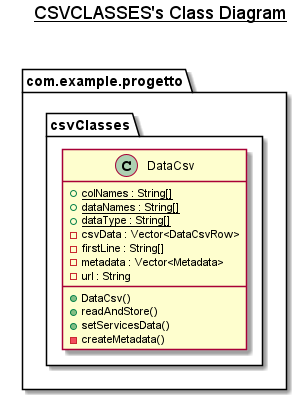 CSVCLASSES's Class Diagram
com.example.progetto
csvClasses
C DataCsv
colNames : String[]
dataNames : String[]
dataType : String[]
csvData : Vector<DataCsvRow>
firstLine : String[]
metadata : Vector<Metadata>
url : String
DataCsv()
readAndStore()
setServicesData()
createMetadata()